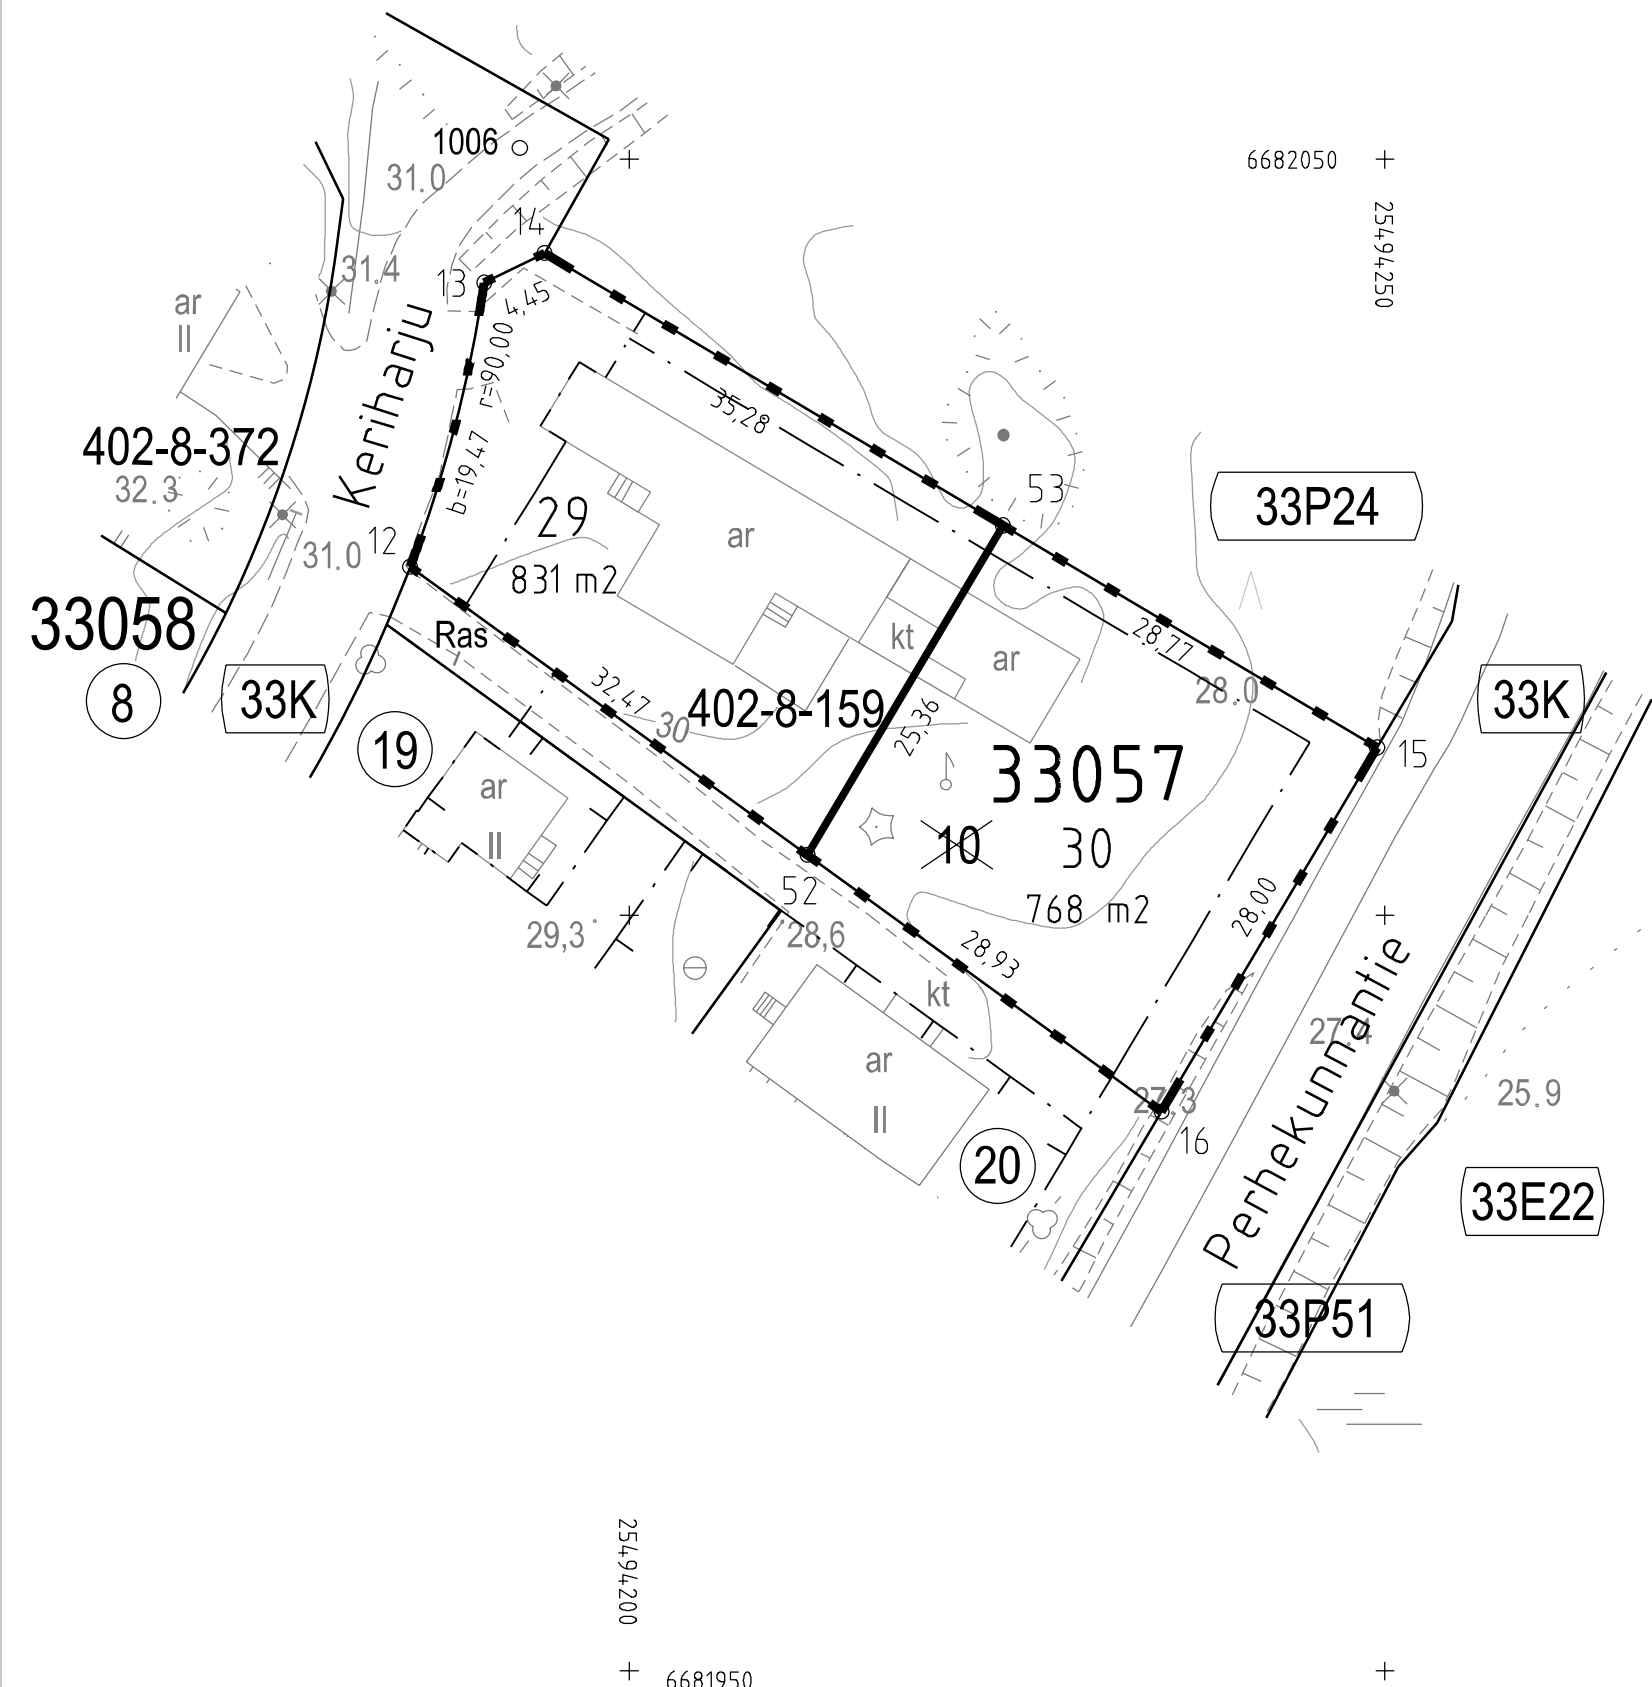 1006
6682050
25494250
31.0
14
31.4
13
4,45
ar
II
Keriharju
r=90,00
35,28
402-8-372
b=19,47
32.3
53
33P24
29
ar
12
31.0
831 m2
33058
Ras
kt
ar
28,77
28.0
8
33K
32,47
30
402-8-159
25,36
33K
19
33057
15
ar
II
10
30
52
768 m2
28,00
29,3
28,6
28,93
kt
Perhekunnantie
27.4
ar
II
27.3
25.9
16
20
33E22
33P51
25494200
6681950